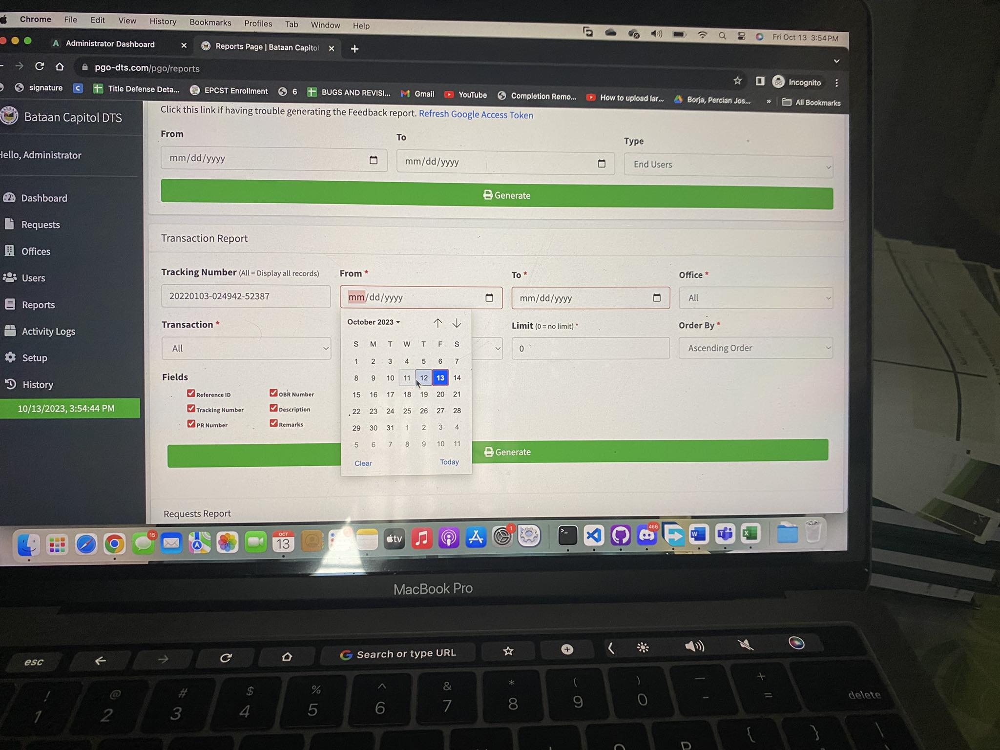 Chrome File Edit View History Bookmarks Profiles Tab Window Help
Fri Oct 13 3:54 PM
Administrator Dashboard
Reports Page | Bataan Capitol
pgo-dts.com/pgo/reports
Incognito
signature
Title Defense Deta...
EPCST Enrollment
6
BUGS AND REVISI...
Gmail
YouTube
Completion Remo...
How to upload lar...
Borja, Percian Jos...
»
All Bookmarks
Bataan Capitol DTS
Hello, Administrator
Dashboard
Requests
Offices
Users
Reports
Activity Logs
Setup
History
10/13/2023, 3:54:44 PM
Click this link if having trouble generating the Feedback report. Refresh Google Access Token
From To Type
mm/dd/yyyy mm/dd/yyyy End Users
Generate
Transaction Report
Tracking Number (All = Display all records) From * To * Office *
20220103-024942-52387 mm/dd/yyyy mm/dd/yyyy All
Transaction * Limit (0 = no limit) * Order By *
All 0 Ascending Order
October 2023
S M T W T F S
1 2 3 4 5 6 7
8 9 10 11 12 13 14
15 16 17 18 19 20 21
22 23 24 25 26 27 28
29 30 31 1 2 3 4
5 6 7 8 9 10 11
Clear Today
Fields
Reference ID OBR Number
Tracking Number Description
PR Number Remarks
Generate
Requests Report
15
OCT
13
tv
1
466
W
T
X
MacBook Pro
esc
Search or type URL
! @ # $ % ^ & * ( ) — +
1 2 3 4 5 6 7 8 9 0 - = delete
{ } \